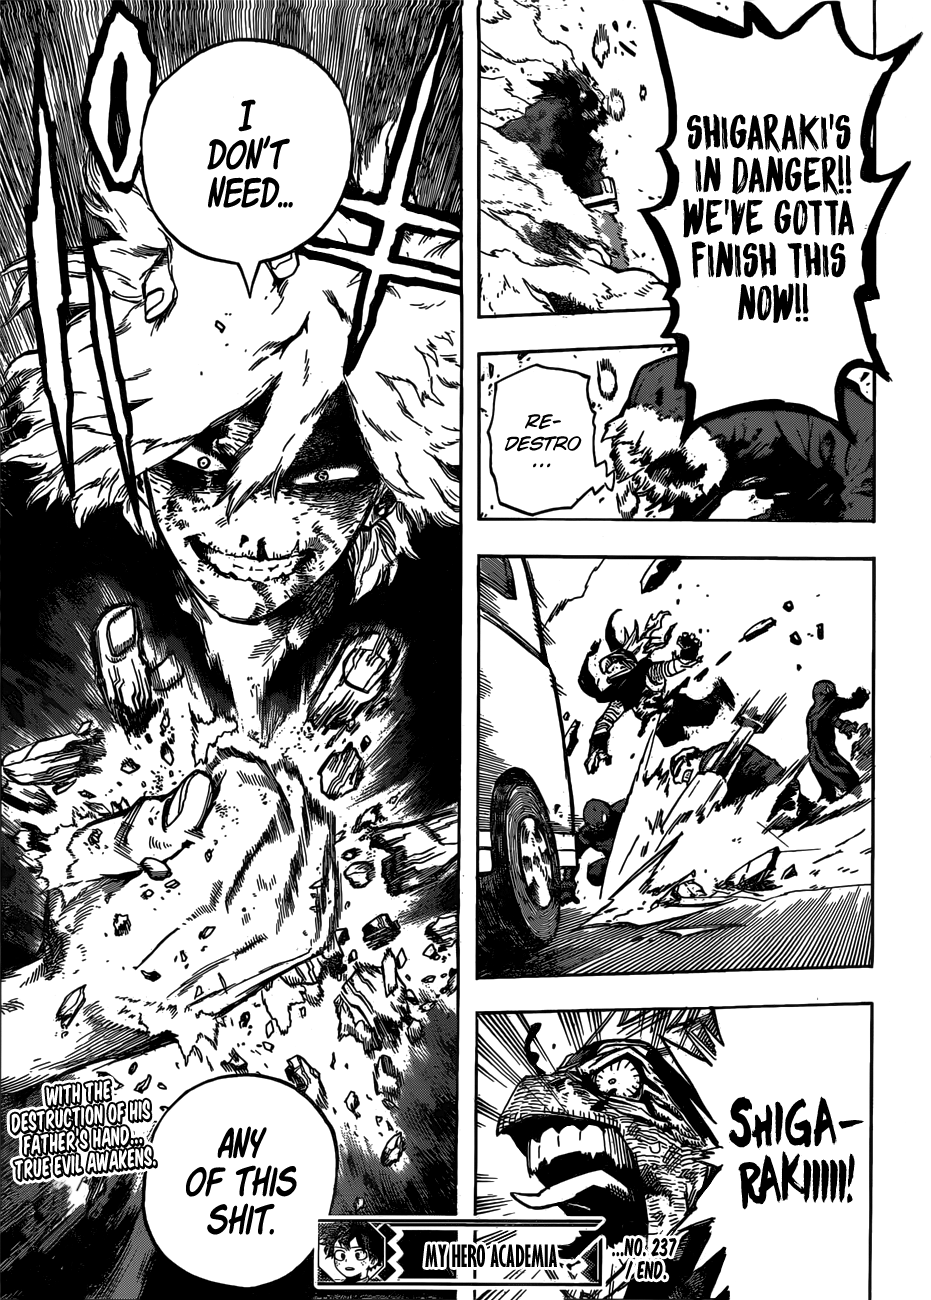 SHIGARAKI'S
IN DANGER!!
WE'VE GOTTA
FINISH THIS
NOW!!
RE-
DESTRO
...
SHIGA-
RAKIIIII!
I
DON'T
NEED...
ANY
OF THIS
SHIT.
WITH THE
DESTRUCTION OF HIS
FATHER'S HAND...
TRUE EVIL AWAKENS.
MY HERO ACADEMIA
...NO. 237
/ END.